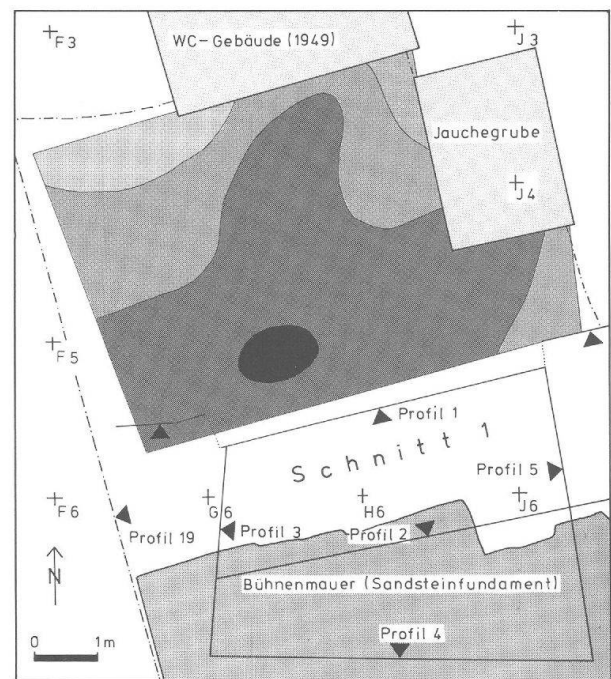 F3
WC-Gebäude (1949)
J3
Jauchegrube
J4
F5
Profil 1
Schnitt 1
Profil 5
F6
G6
H6
J6
Profil 19
Profil 3
Profil 2
N
Bühnenmauer (Sandsteinfundament)
Profil 4
0 1m